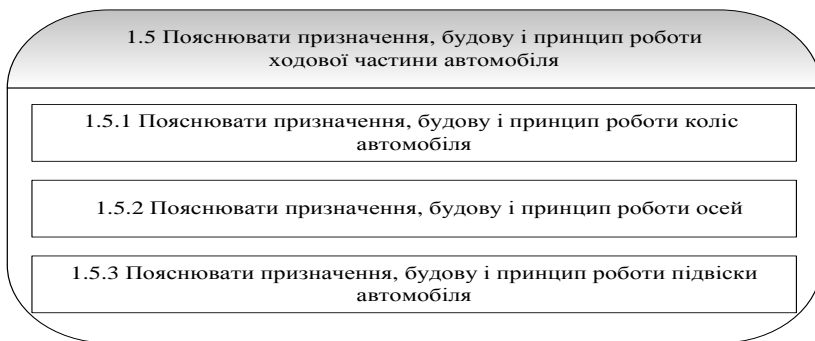 1.5 Пояснювати призначення, будову і принцип роботи
ходової частини автомобіля
1.5.1 Пояснювати призначення, будову і принцип роботи коліс
автомобіля
1.5.2 Пояснювати призначення, будову і принцип роботи осей
1.5.3 Пояснювати призначення, будову і принцип роботи підвіски
автомобіля